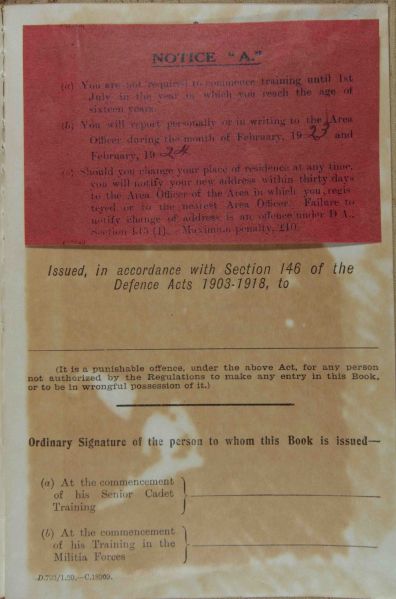 NOTICE "A."
(a) You are not required to commence training until 1st
July in the year in which you reach the age of
sixteen years.
(b) You will report personally or in writing to the Area
Officer during the month of February, 1923 and
February, 1924
(c) Should you change your place of residence at any time,
you will notify your new address within thirty days
to the Area Officer of the Area in which you regis
tered or to the nearest Area Officer. Failure to
notify change of address is an offence under D.A.,
Section 135 (1). Maximum penalty, £10.
Issued, in accordance with Section 146 of the
Defence Acts 1903-1918, to
(It is a punishable offence, under the above Act, for any person
not authorized by the Regulations to make any entry in this Book,
or to be in wrongful possession of it.)
Ordinary Signature of the person to whom this Book is issued—
(a) At the commencement
of his Senior Cadet
Training
(b) At the commencement
of his Training in the
Militia Forces